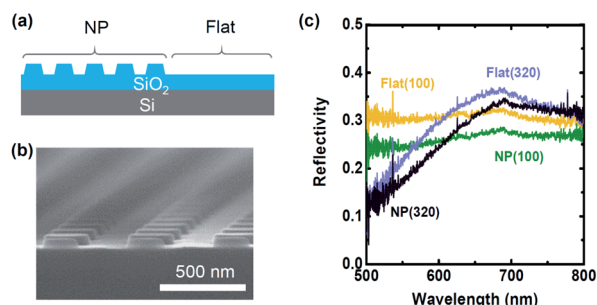 (a)
NP
Flat
SiO₂
Si
(b)
500 nm
(c)
Reflectivity
0.5
0.4
0.3
0.2
0.1
0.0
Flat(100)
Flat(320)
NP(100)
NP(320)
500
600
700
800
Wavelength (nm)